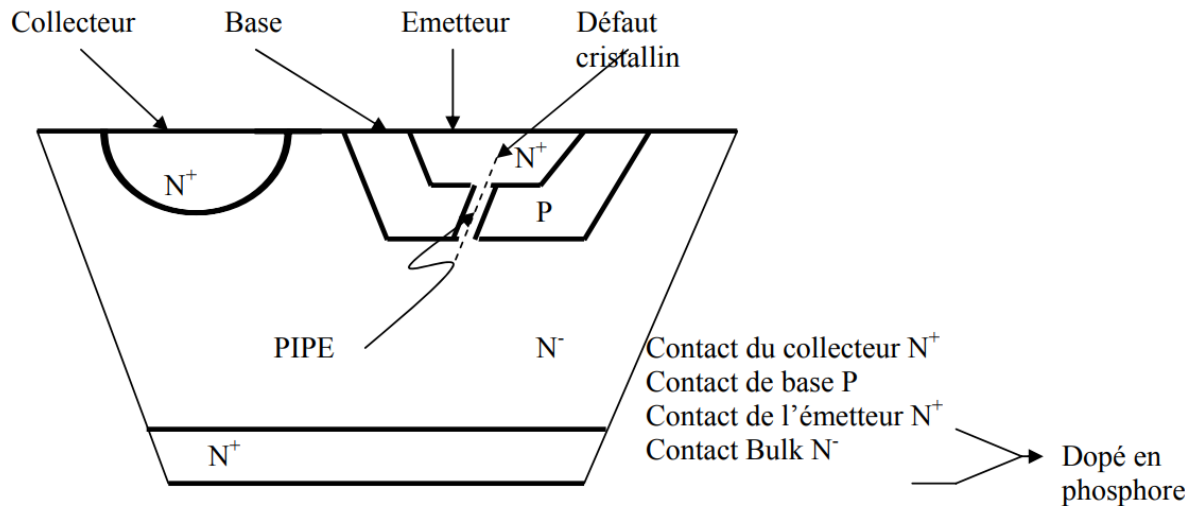 Collecteur
Base
Emetteur
Défaut
cristallin
N⁺
N⁺
P
PIPE
N⁻
Contact du collecteur N⁺
Contact de base P
Contact de l’émetteur N⁺
Contact Bulk N⁻
N⁺
Dopé en
phosphore